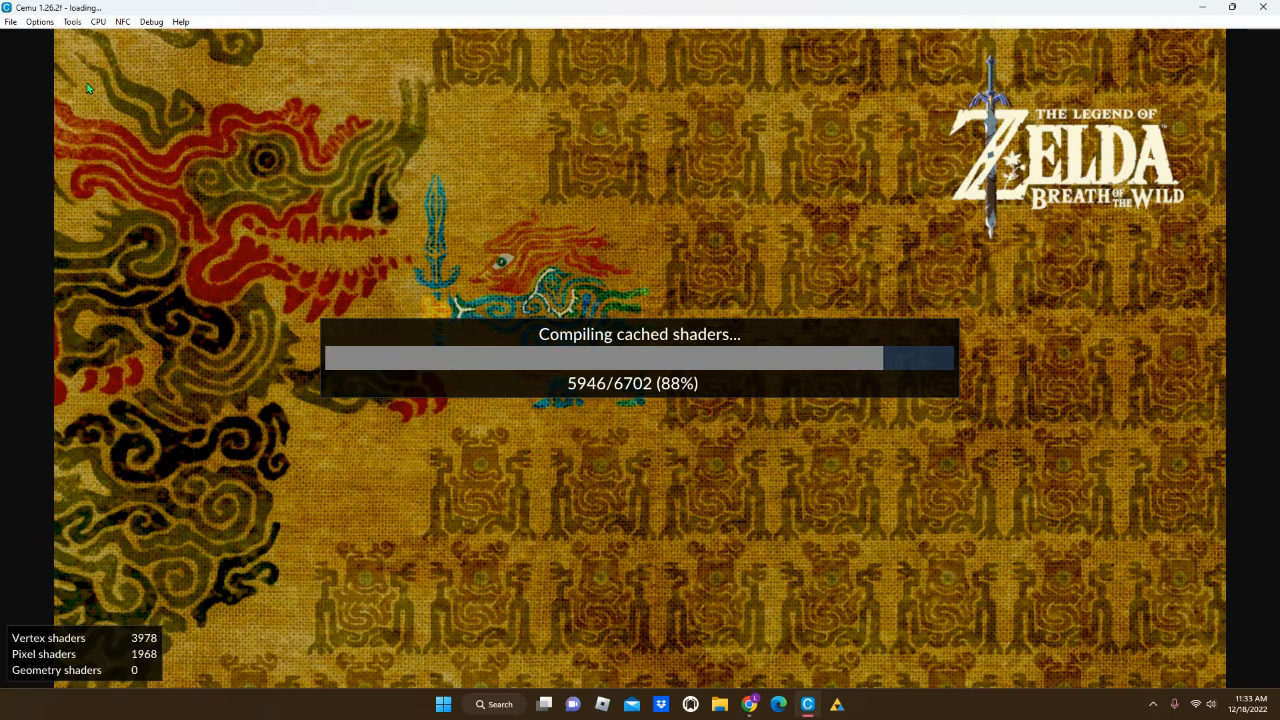 Cemu 1.26.2f - loading...
File Options Tools CPU NFC Debug Help
THE LEGEND OF
ZELDA
BREATH OF THE WILD
Compiling cached shaders...
5946/6702 (88%)
Vertex shaders 3978
Pixel shaders 1968
Geometry shaders 0
Search
11:33 AM
12/18/2022